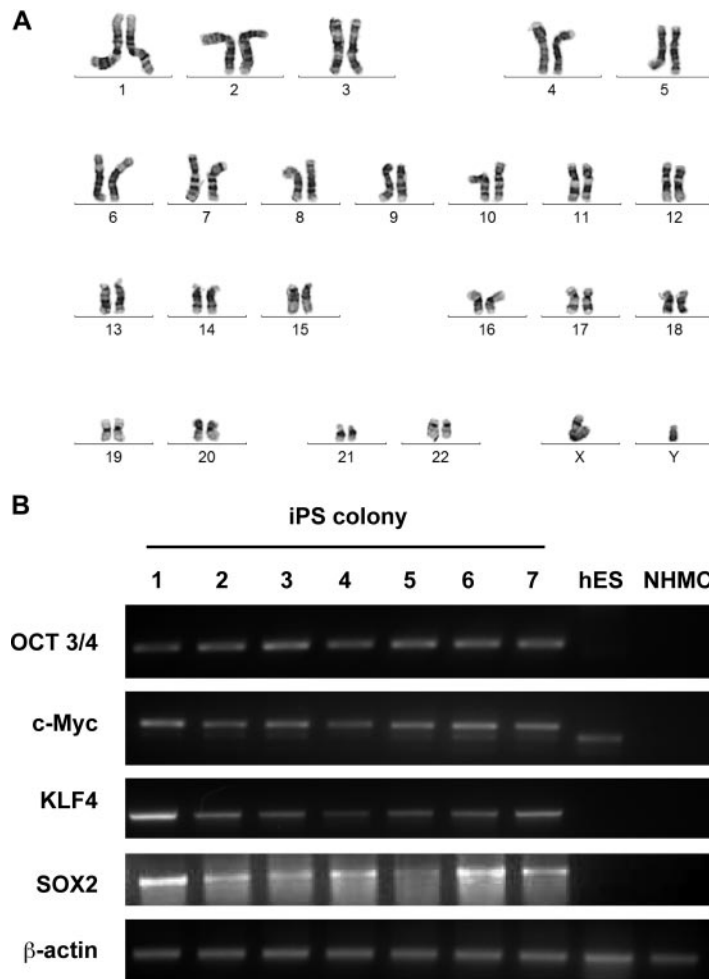 A
1 2 3 4 5
6 7 8 9 10 11 12
13 14 15 16 17 18
19 20 21 22 X Y
B
iPS colony
1 2 3 4 5 6 7 hES NHMC
OCT 3/4
c-Myc
KLF4
SOX2
β-actin